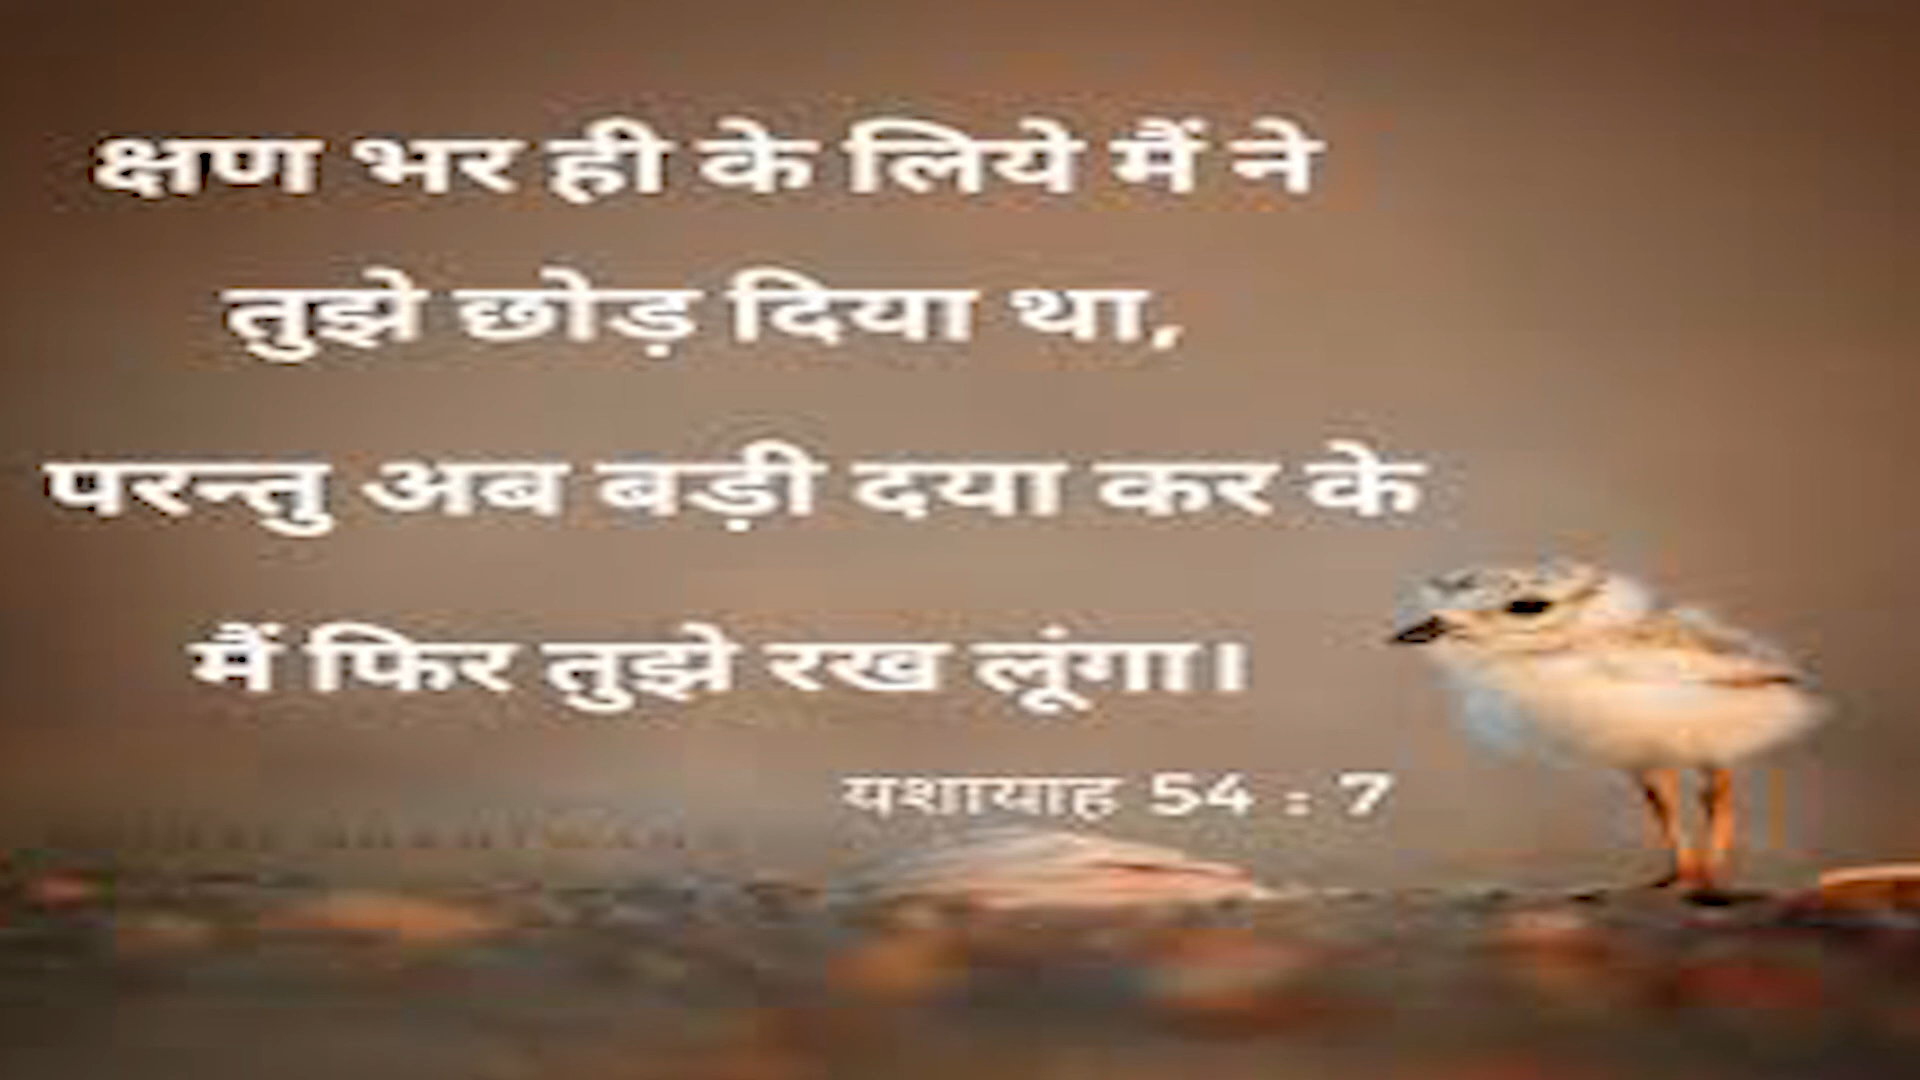 क्षण भर ही के लिये मैं ने
तुझे छोड़ दिया था,
परन्तु अब बड़ी दया कर के
मैं फिर तुझे रख लूंगा।
यशायाह 54 : 7